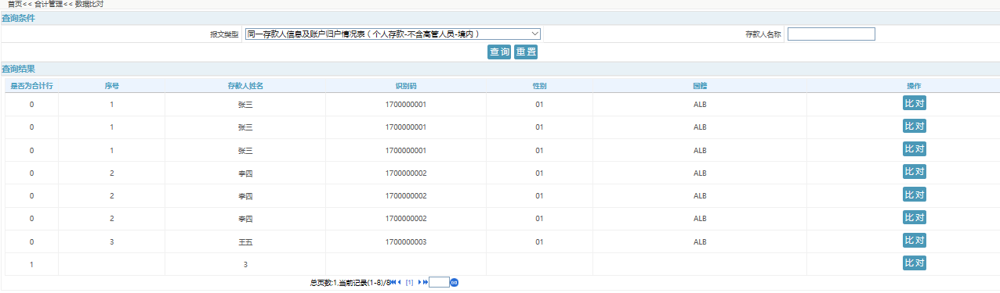 首页<< 合计管理<< 数据比对
查询条件
报文类型 同一存款人信息及账户归户情况表（个人存款-不含高管人员-境内） 存款人名称
查询 重置
查询结果
是否为合计行 序号 存款人姓名 识别码 性别 国籍 操作
0 1 张三 1700000001 01 ALB 比对
0 1 张三 1700000001 01 ALB 比对
0 1 张三 1700000001 01 ALB 比对
0 2 李四 1700000002 01 ALB 比对
0 2 李四 1700000002 01 ALB 比对
0 2 李四 1700000002 01 ALB 比对
0 3 王五 1700000003 01 ALB 比对
1 3 比对
总页数:1,当前记录(1-8)/8 [1] GO